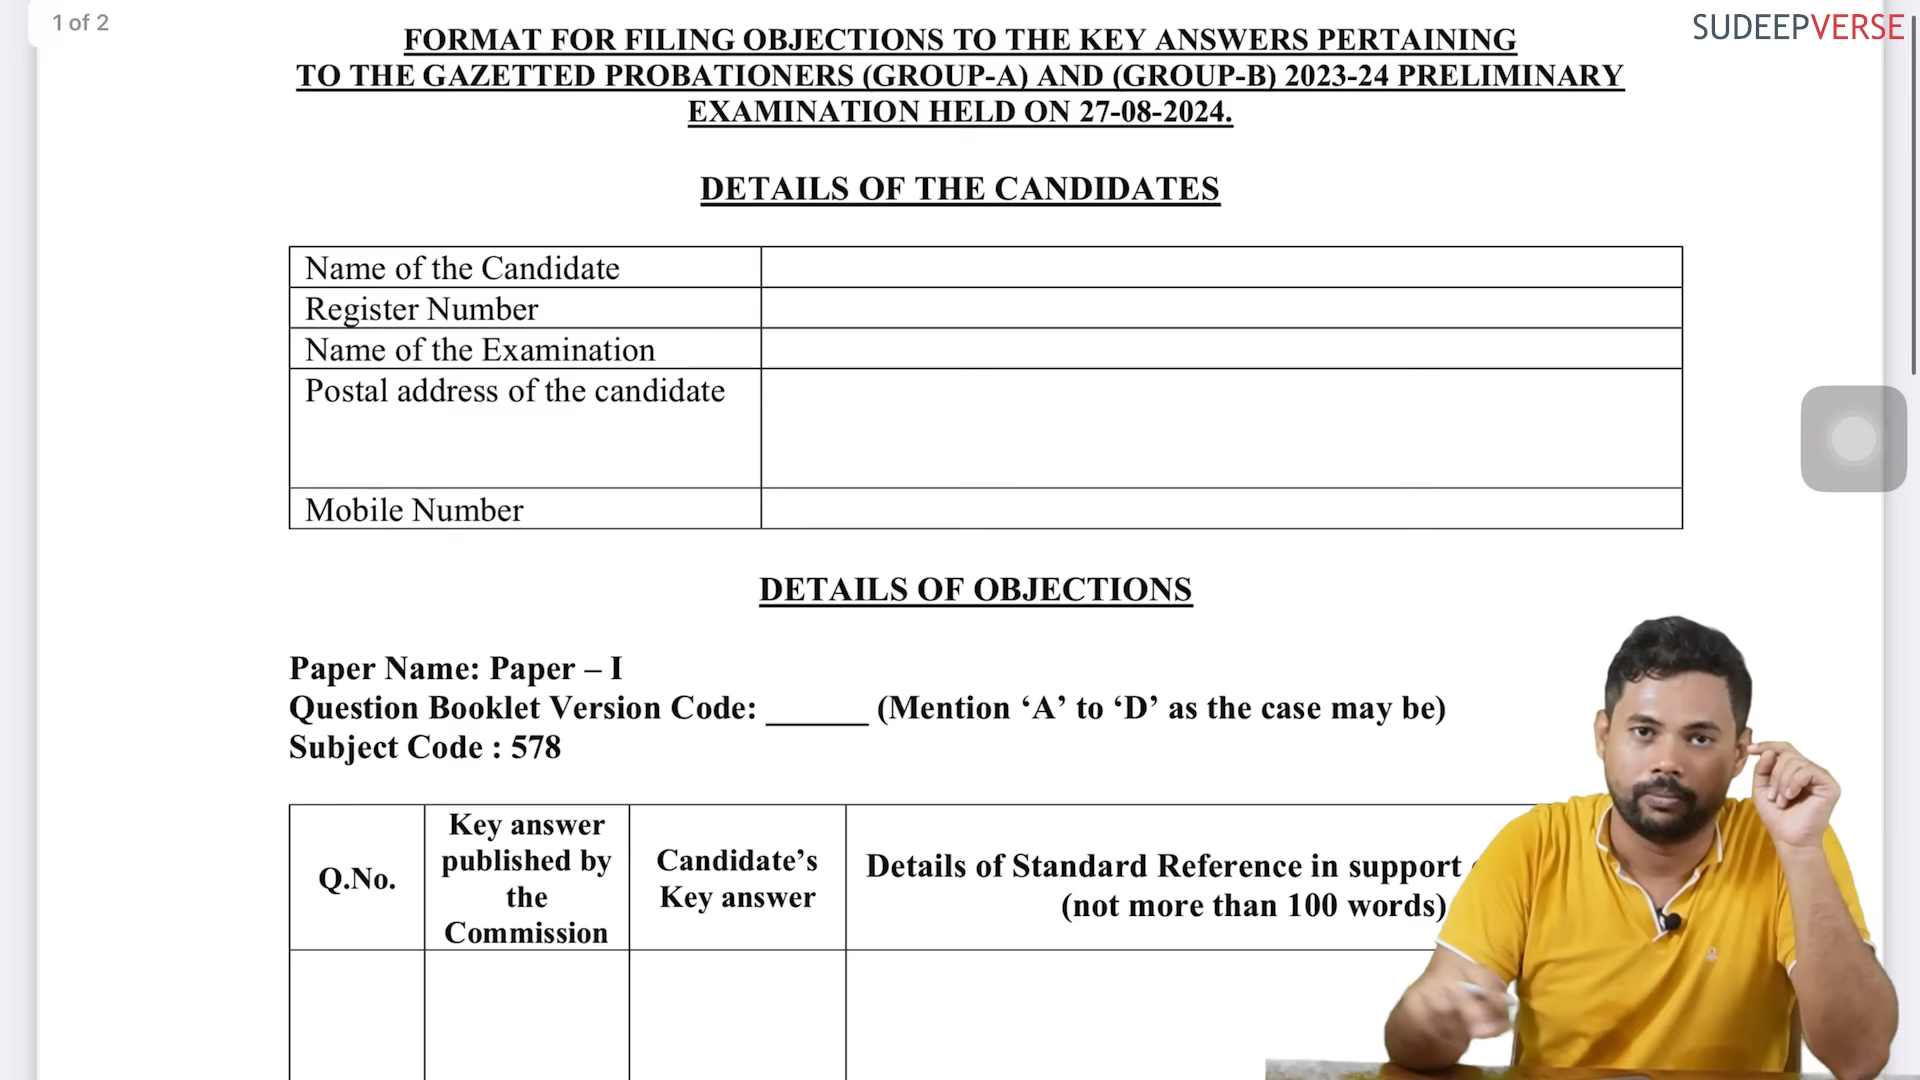 1 of 2
SUDEEPVERSE
FORMAT FOR FILING OBJECTIONS TO THE KEY ANSWERS PERTAINING
TO THE GAZETTED PROBATIONERS (GROUP-A) AND (GROUP-B) 2023-24 PRELIMINARY
EXAMINATION HELD ON 27-08-2024.
DETAILS OF THE CANDIDATES
Name of the Candidate
Register Number
Name of the Examination
Postal address of the candidate
Mobile Number
DETAILS OF OBJECTIONS
Paper Name: Paper – I
Question Booklet Version Code: ______ (Mention ‘A’ to ‘D’ as the case may be)
Subject Code : 578
Q.No.
Key answer
published by
the
Commission
Candidate’s
Key answer
Details of Standard Reference in support
(not more than 100 words)